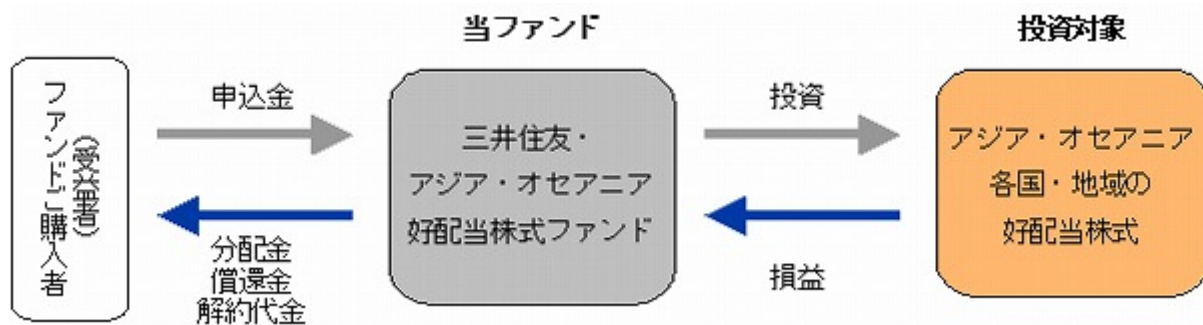 当ファンド
投資対象
ファンドご購入者
（受益者）
申込金
分配金
償還金
解約代金
三井住友・
アジア・オセアニア
好配当株式ファンド
投資
損益
アジア・オセアニア
各国・地域の
好配当株式